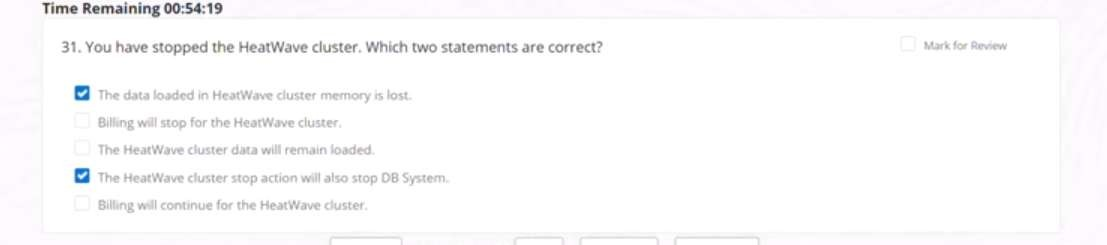 Time Remaining 00:54:19
31. You have stopped the HeatWave cluster. Which two statements are correct?
Mark for Review
The data loaded in HeatWave cluster memory is lost.
Billing will stop for the HeatWave cluster.
The HeatWave cluster data will remain loaded.
The HeatWave cluster stop action will also stop DB System.
Billing will continue for the HeatWave cluster.